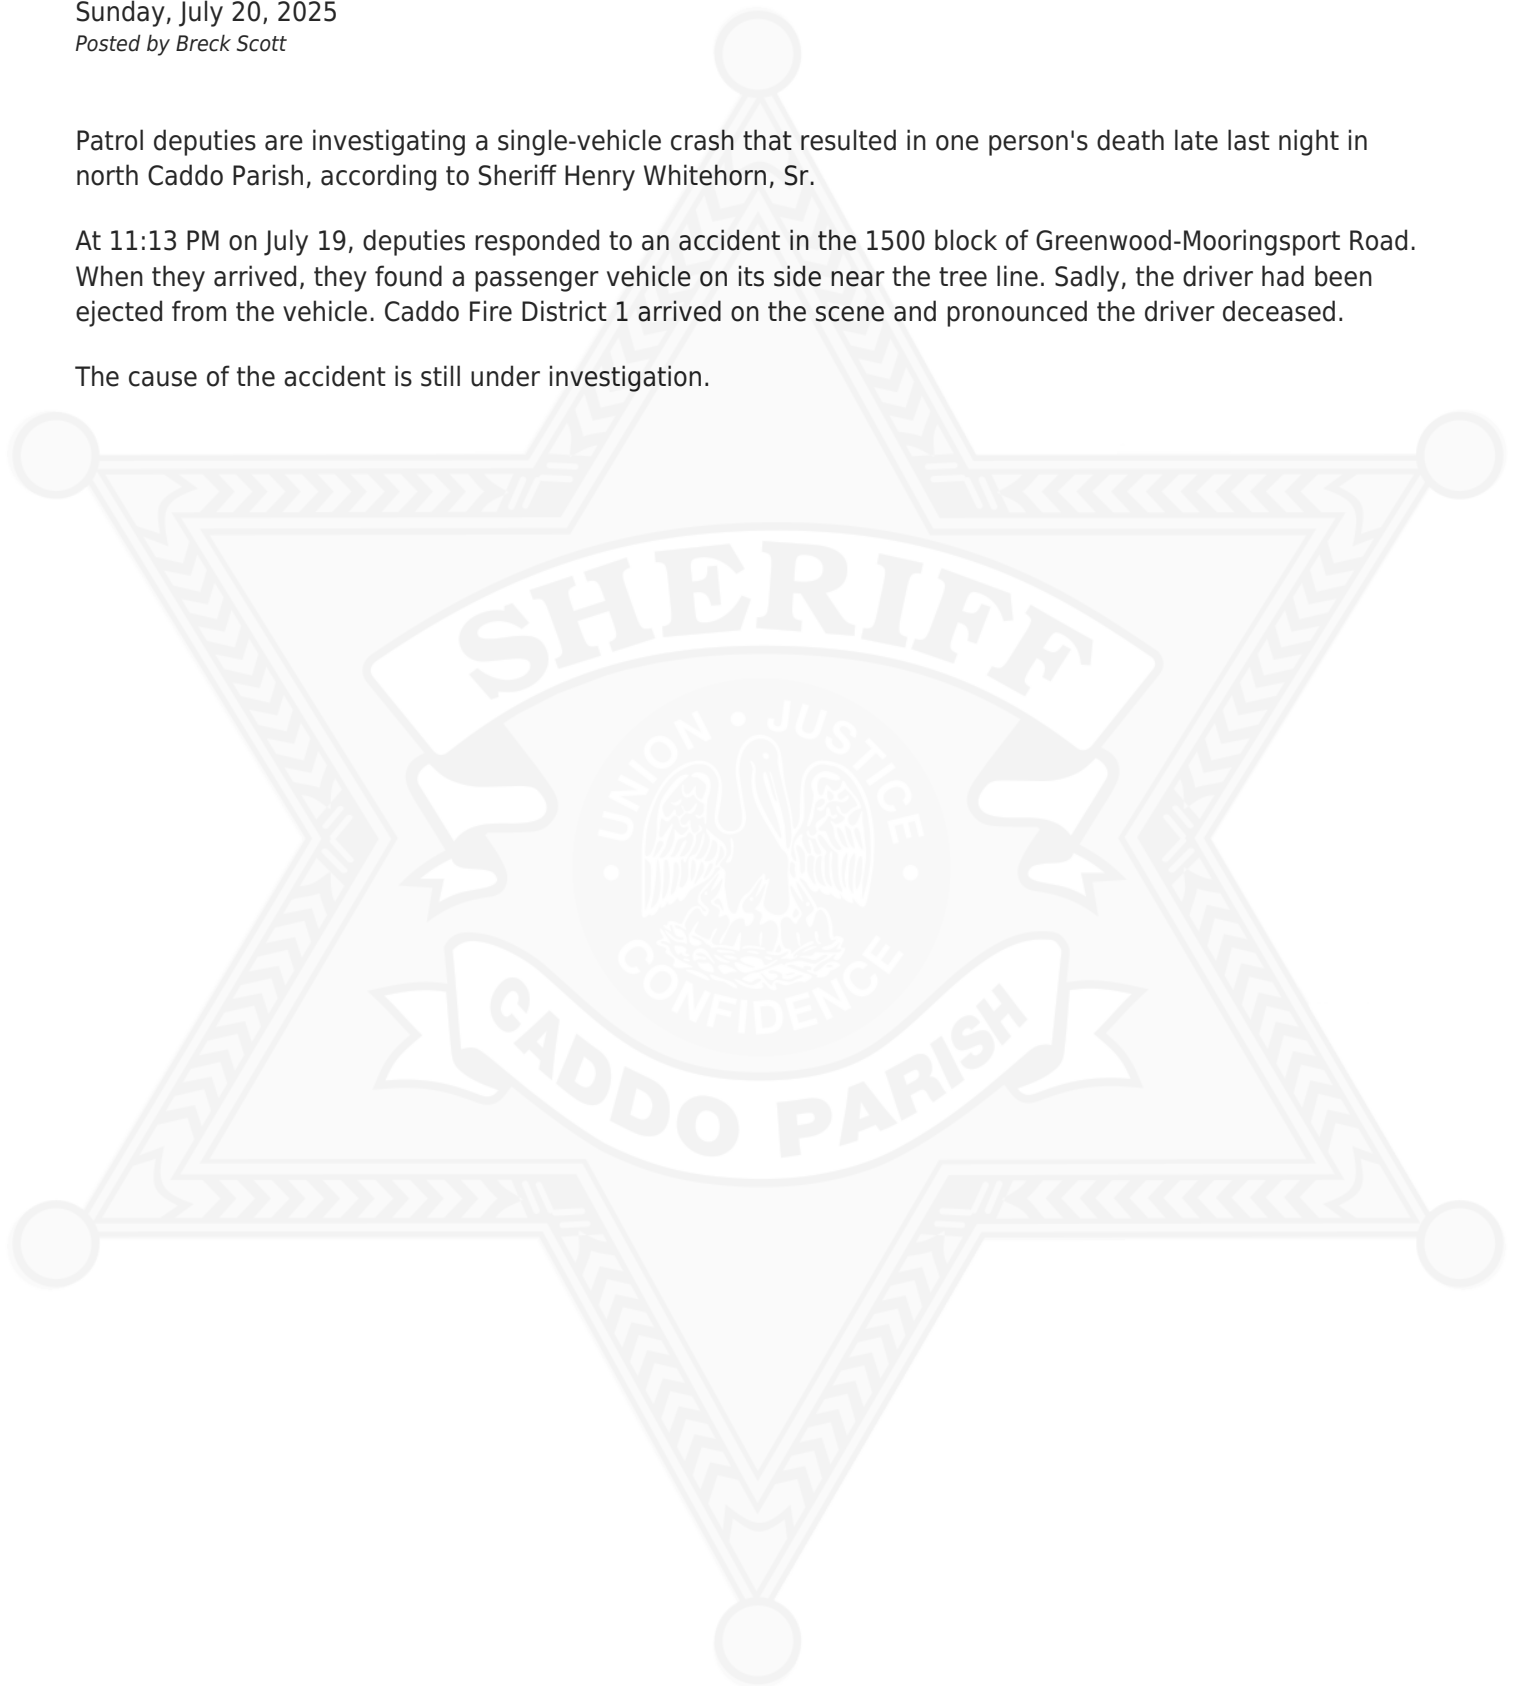 Sunday, July 20, 2025
Posted by Breck Scott
Patrol deputies are investigating a single-vehicle crash that resulted in one person's death late last night in
north Caddo Parish, according to Sheriff Henry Whitehorn, Sr.
At 11:13 PM on July 19, deputies responded to an accident in the 1500 block of Greenwood-Mooringsport Road.
When they arrived, they found a passenger vehicle on its side near the tree line. Sadly, the driver had been
ejected from the vehicle. Caddo Fire District 1 arrived on the scene and pronounced the driver deceased.
The cause of the accident is still under investigation.
SHERIFF
UNION • JUSTICE
• CONFIDENCE •
CADDO PARISH